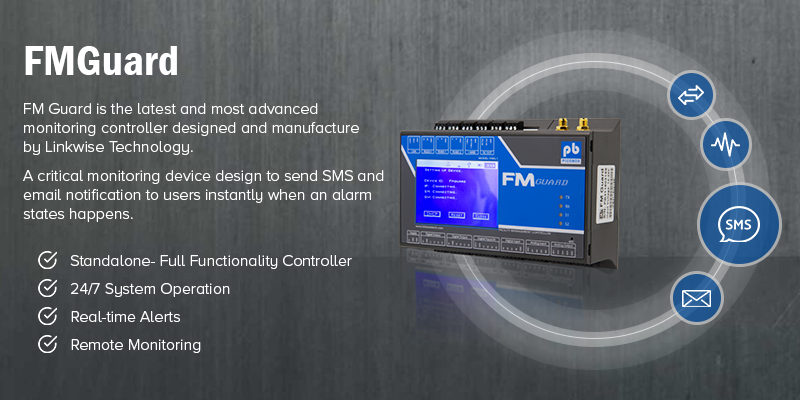 FMGuard
FM Guard is the latest and most advanced
monitoring controller designed and manufacture
by Linkwise Technology.
A critical monitoring device design to send SMS and
email notification to users instantly when an alarm
states happens.
Standalone- Full Functionality Controller
24/7 System Operation
Real-time Alerts
Remote Monitoring
pb
FMGUARD
SMS